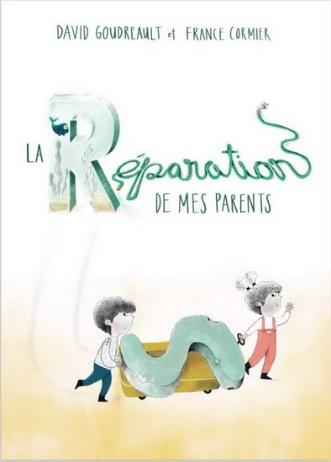 DAVID GOUDREAULT et FRANCE CORMIER
LA Réparation
DE MES PARENTS